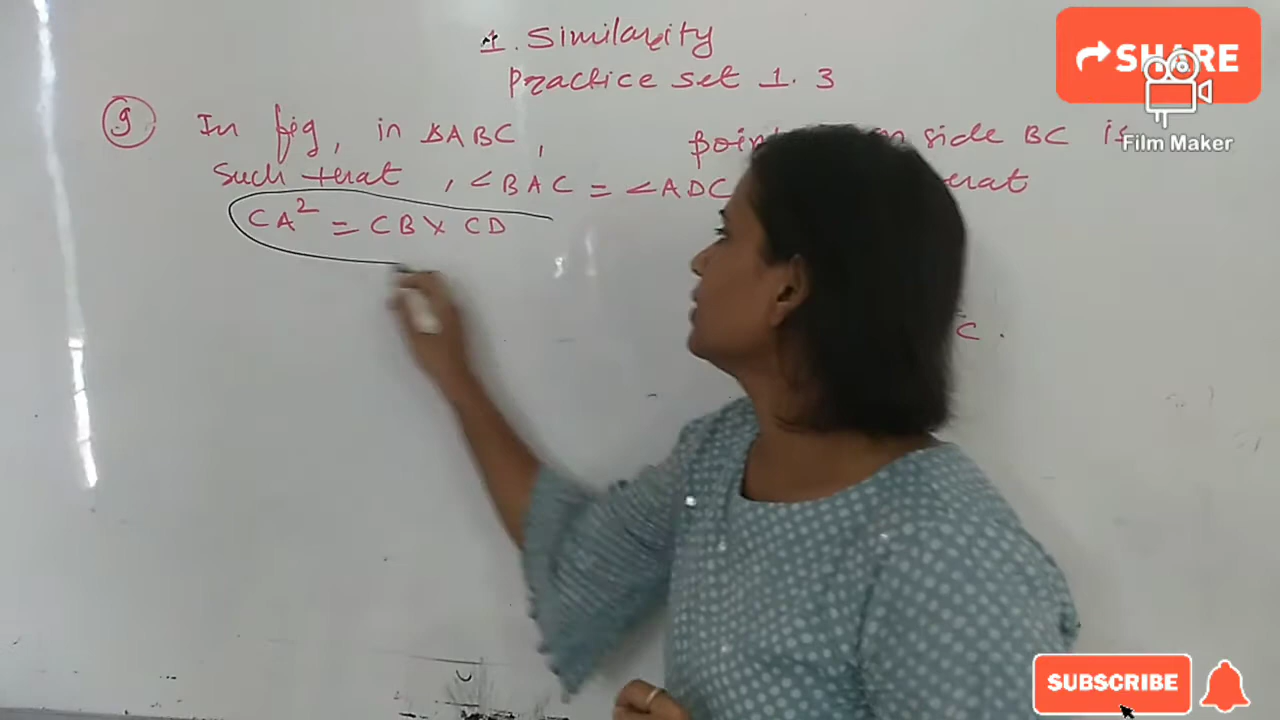 1. Similarity
Practice set 1.3
9 In fig, in ΔABC, on side BC is
Such that, ∠BAC = ∠ADC
CA² = CB × CD
C.
SHARE
Film Maker
SUBSCRIBE